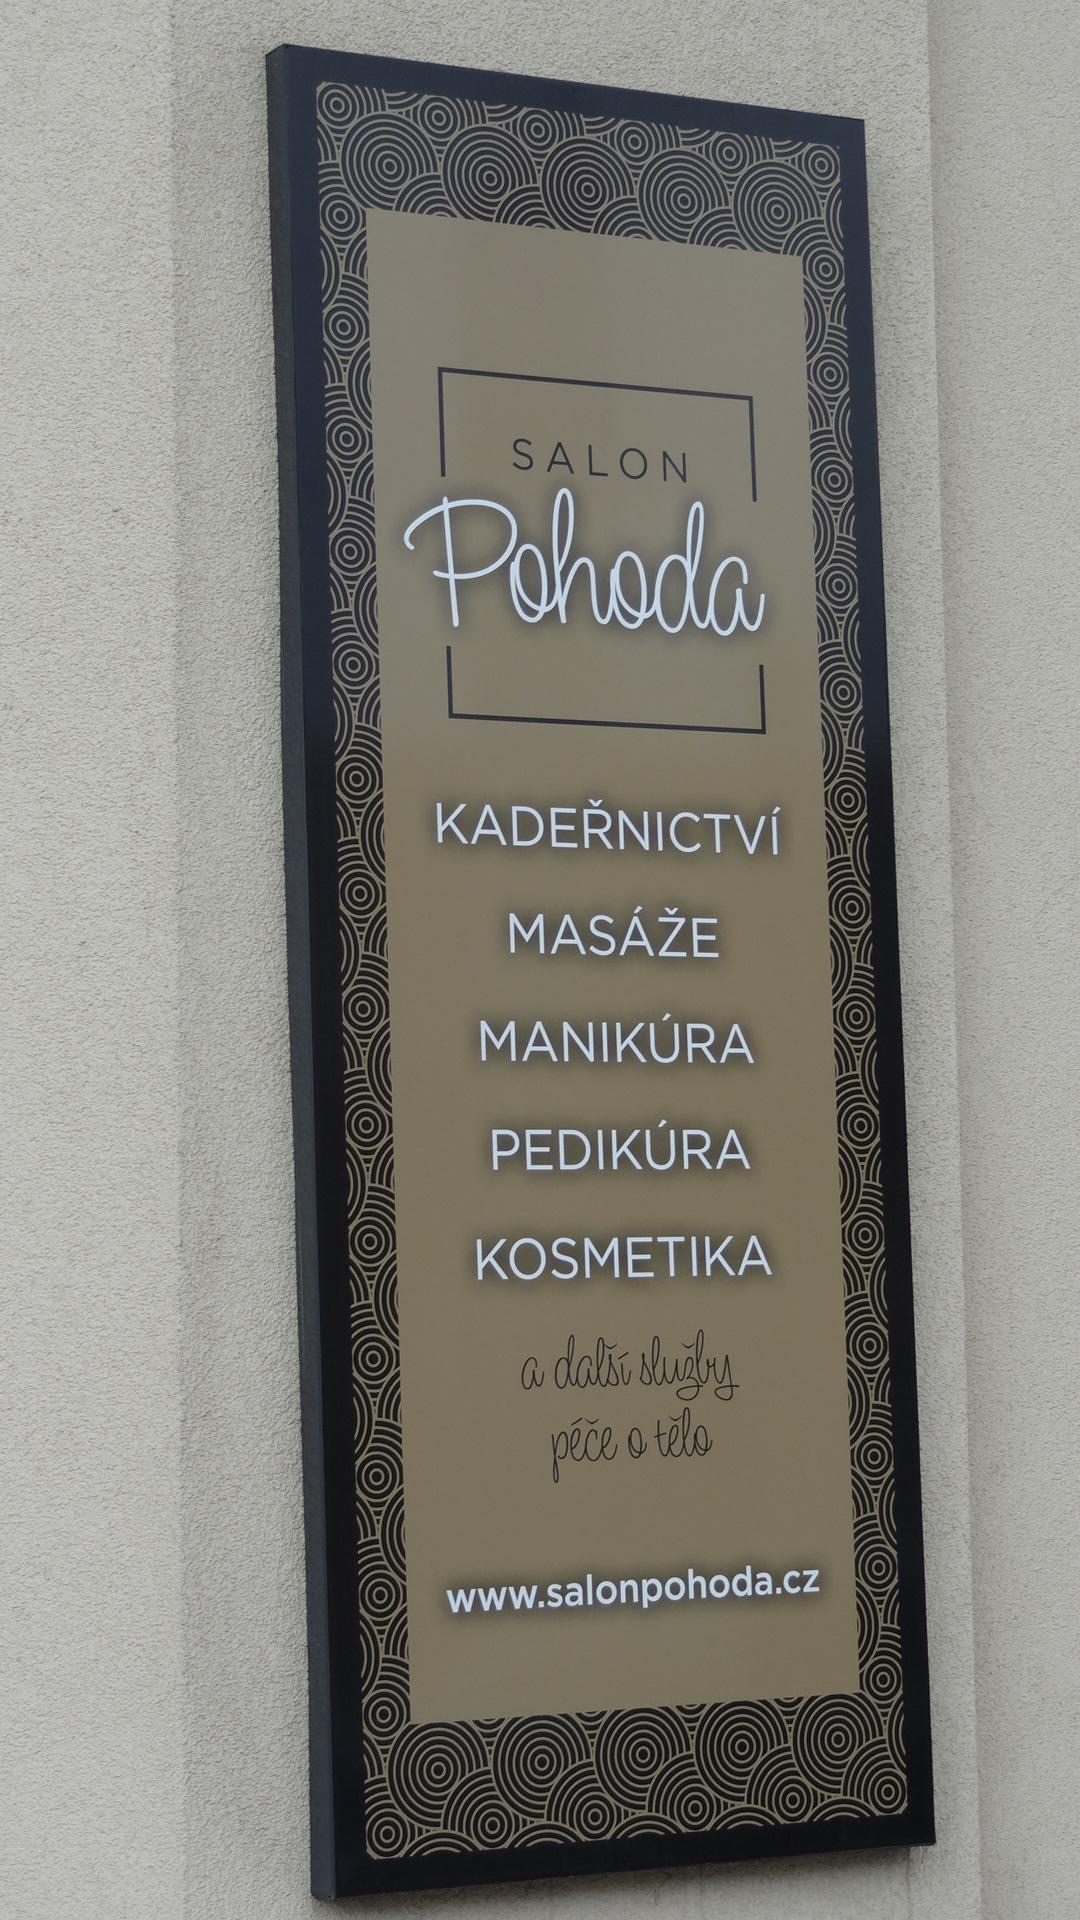 SALON
Pohoda
KADEŘNICTVÍ
MASÁŽE
MANIKÚRA
PEDIKÚRA
KOSMETIKA
a další služby
péče o tělo
www.salonpohoda.cz